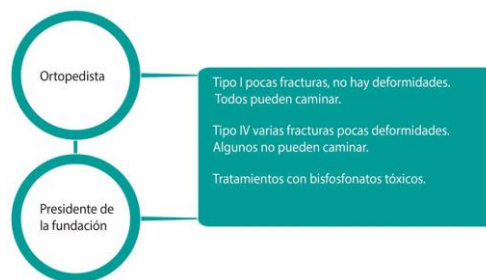 Ortopedista
Tipo I pocas fracturas, no hay deformidades.
Todos pueden caminar.
Tipo IV varias fracturas pocas deformidades.
Algunos no pueden caminar.
Tratamientos con bisfosfonatos tóxicos.
Presidente de
la fundación